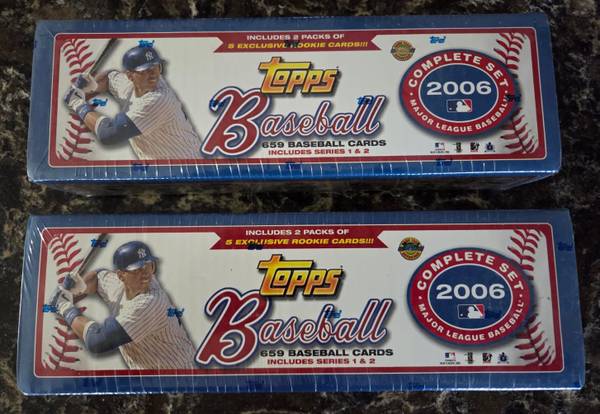 INCLUDES 2 PACKS OF
5 EXCLUSIVE ROOKIE CARDS!!!
Topps
Baseball
659 BASEBALL CARDS
INCLUDES SERIES 1 & 2
COMPLETE SET
2006
MAJOR LEAGUE BASEBALL
INCLUDES 2 PACKS OF
5 EXCLUSIVE ROOKIE CARDS!!!
Topps
Baseball
659 BASEBALL CARDS
INCLUDES SERIES 1 & 2
COMPLETE SET
2006
MAJOR LEAGUE BASEBALL